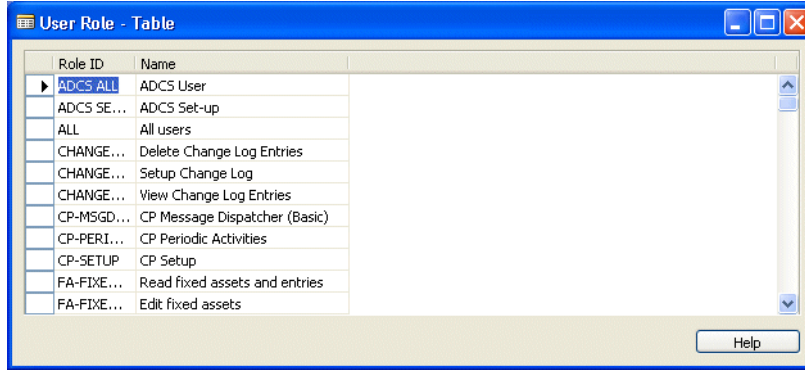 User Role - Table
Role ID Name
ADCS ALL ADCS User
ADCS SE... ADCS Set-up
ALL All users
CHANGE... Delete Change Log Entries
CHANGE... Setup Change Log
CHANGE... View Change Log Entries
CP-MSGD... CP Message Dispatcher (Basic)
CP-PERI... CP Periodic Activities
CP-SETUP CP Setup
FA-FIXE... Read fixed assets and entries
FA-FIXE... Edit fixed assets
Help